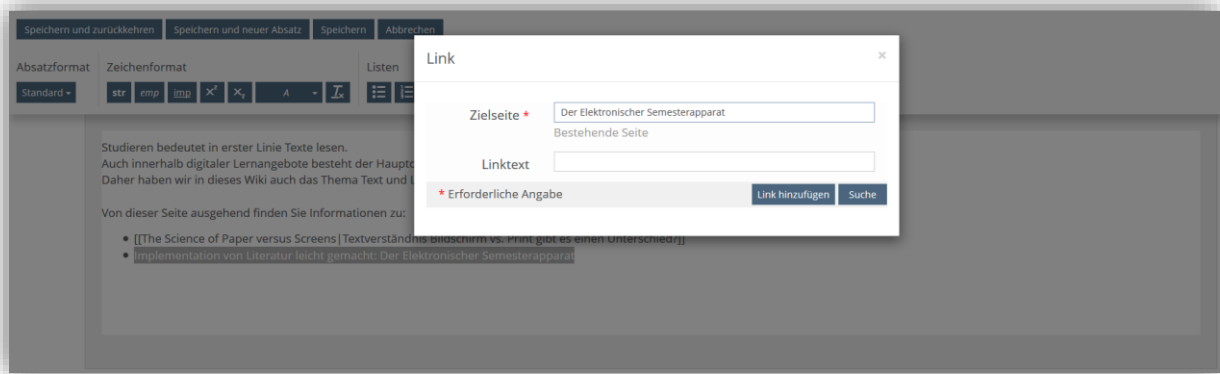 Speichern und zurückkehren Speichern und neuer Absatz Speichern Abbrechen
Absatzformat Zeichenformat Listen
Standard str emp imp X² X₂ A Tx
Link ×
Zielseite * Der Elektronischer Semesterapparat
Bestehende Seite
Linktext
* Erforderliche Angabe Link hinzufügen Suche
Studieren bedeutet in erster Linie Texte lesen.
Auch innerhalb digitaler Lernangebote besteht der
Daher haben wir in dieses Wiki auch das Thema Text und
Von dieser Seite ausgehend finden Sie Informationen zu:
• [[The Science of Paper versus Screens|Textverständnis Bildschirm vs. Print gibt es einen Unterschied?]]
• Implementation von Literatur leicht gemacht: Der Elektronischer Semesterapparat